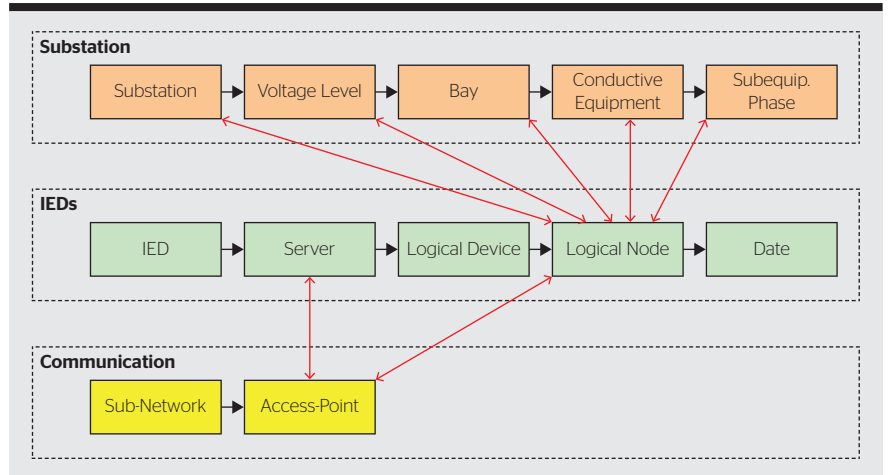 Substation
Substation
Voltage Level
Bay
Conductive
Equipment
Subequip.
Phase
IEDs
IED
Server
Logical Device
Logical Node
Date
Communication
Sub-Network
Access-Point